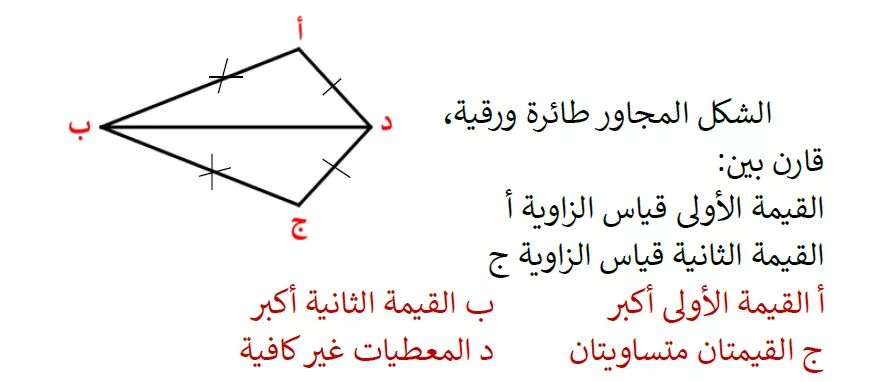 أ
ب
د
ج
الشكل المجاور طائرة ورقية،
قارن بين:
القيمة الأولى قياس الزاوية أ
القيمة الثانية قياس الزاوية ج
أ القيمة الأولى أكبر ب القيمة الثانية أكبر
ج القيمتان متساويتان د المعطيات غير كافية